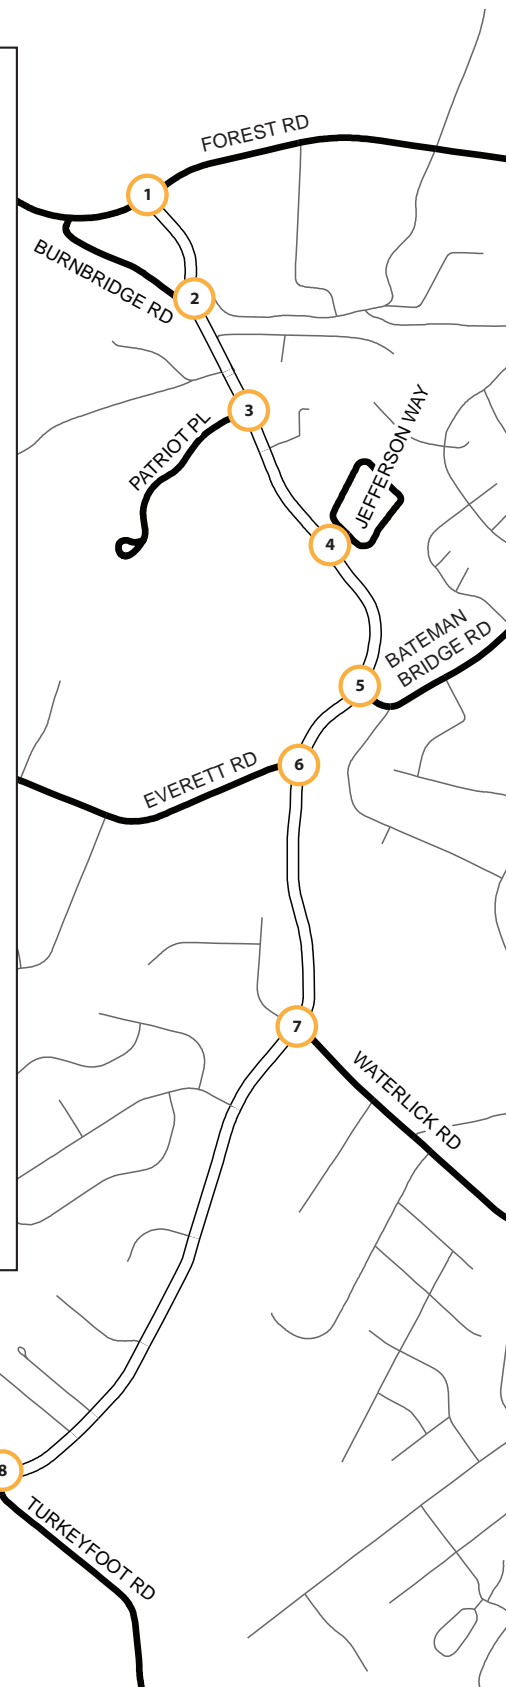 FOREST RD
1
BURNBRIDGE RD
2
3
PATRIOT PL
JEFFERSON WAY
4
BATEMAN
BRIDGE RD
5
EVERETT RD
6
7
WATERLICK RD
8
TURKEYFOOT RD